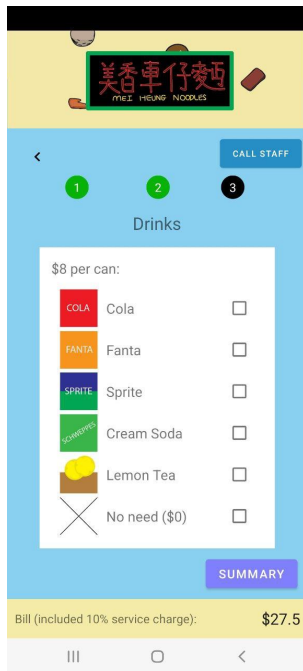 美香車仔麵
MEI HEUNG NOODLES
CALL STAFF
1 2 3
Drinks
$8 per can:
COLA Cola
FANTA Fanta
SPRITE Sprite
SCHWEPPES Cream Soda
Lemon Tea
No need ($0)
SUMMARY
Bill (included 10% service charge): $27.5